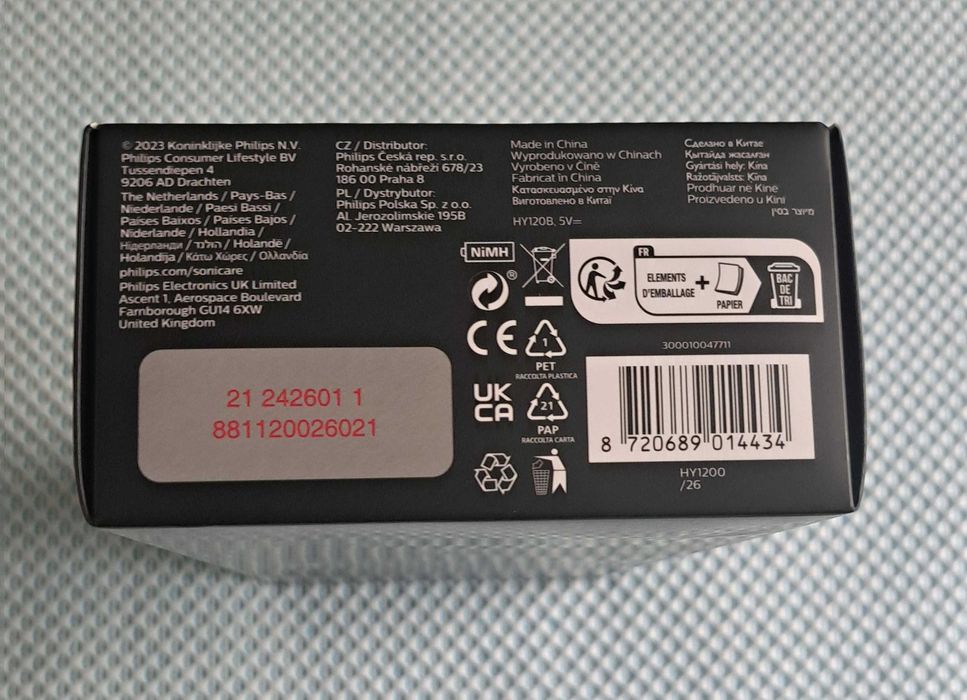 © 2023 Koninklijke Philips N.V.
Philips Consumer Lifestyle BV
Tussendiepen 4
9206 AD Drachten
The Netherlands / Pays-Bas /
Niederlande / Paesi Bassi /
Países Baixos / Países Bajos /
Niderlande / Hollandia /
Нідерланди / הולנד / Holandē /
Holandija / Κάτω Χώρες / Ολλανδία
philips.com/sonicare
Philips Electronics UK Limited
Ascent 1, Aerospace Boulevard
Farnborough GU14 6XW
United Kingdom
21 242601 1
881120026021
CZ / Distributor:
Philips Česká rep. s.r.o.
Rohanské nábřeží 678/23
186 00 Praha 8
PL / Dystrybutor:
Philips Polska Sp. z o.o.
Al. Jerozolimskie 195B
02-222 Warszawa
Made in China
Wyprodukowano w Chinach
Vyrobeno v Číně
Fabricat în China
Κατασκευασμένο στην Κίνα
Виготовлено в Китаї
HY120B, 5V⎓
Сделано в Китае
Қытайда жасалған
Gyártási hely: Kína
Ražotājvalsts: Ķīna
Prodhuar në Kinë
Proizvedeno u Kini
מיוצר בסין
NiMH
®
CE
1
PET
RACCOLTA PLASTICA
UK
CA
21
PAP
RACCOLTA CARTA
FR
ELEMENTS
D'EMBALLAGE
+
PAPIER
BAC
DE
TRI
300010047711
8 720689 014434
HY1200
/26